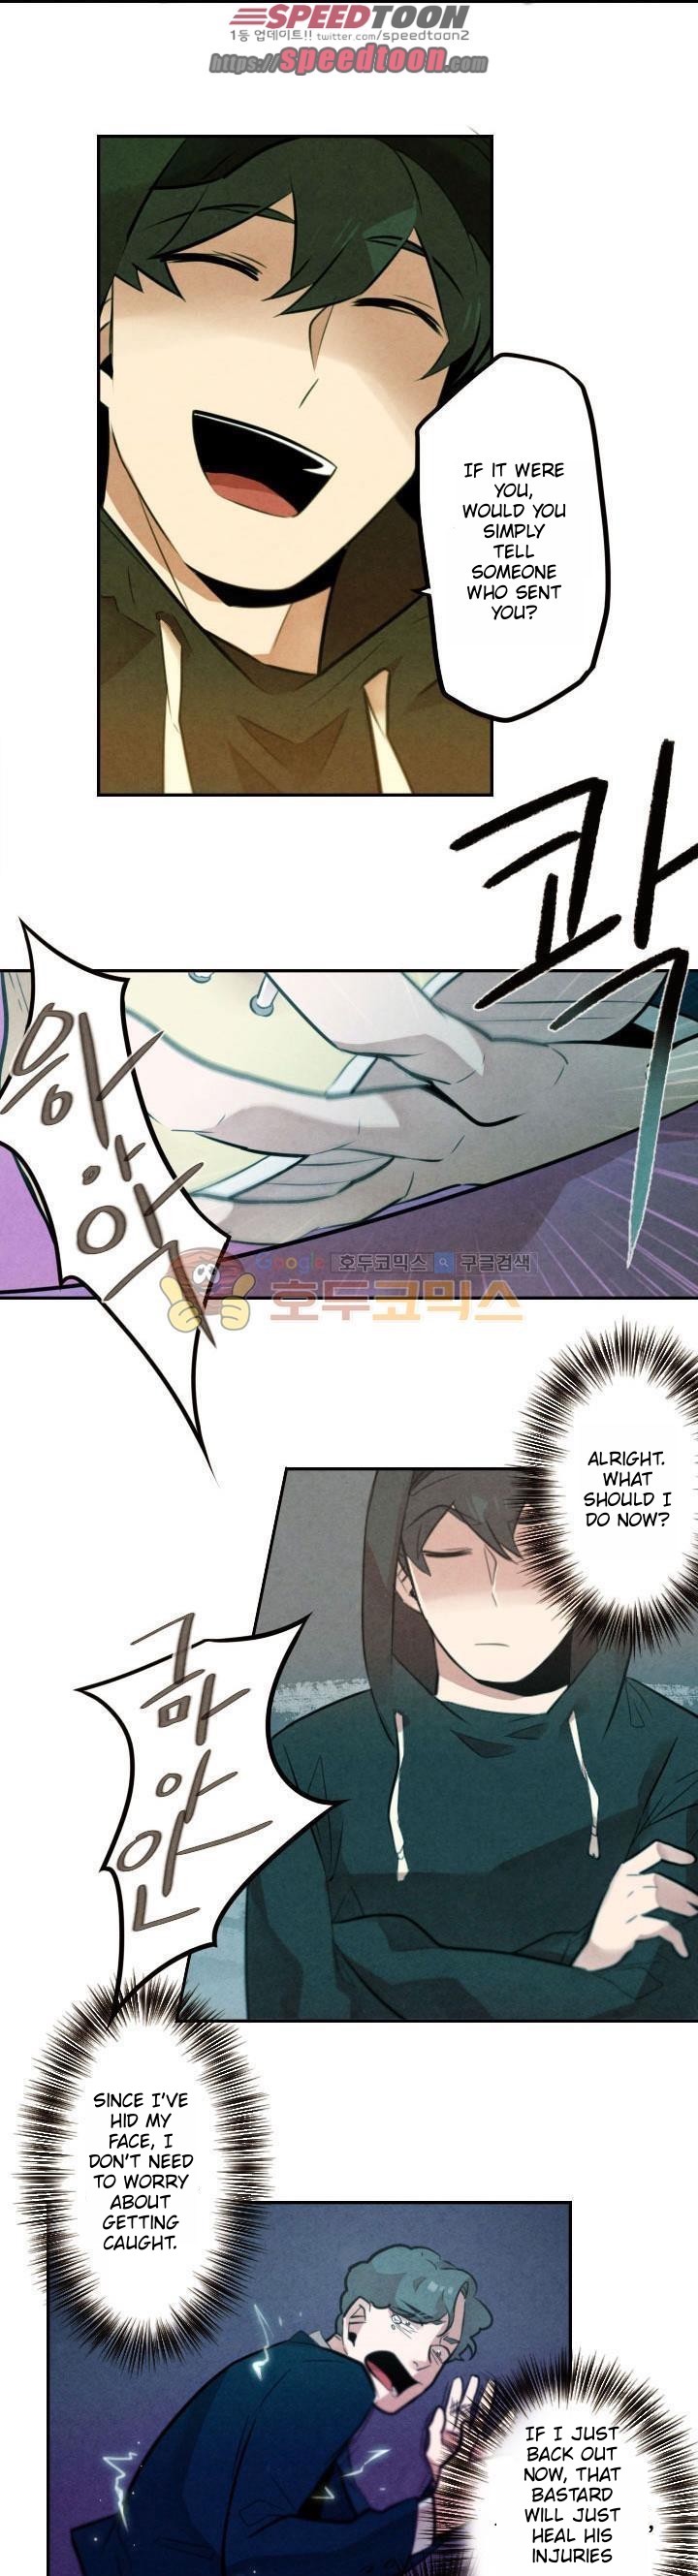 SPEEDTOON
1등 업데이트!! twitter.com/speedtoon2
https://speedtoon.com
IF IT WERE
YOU,
WOULD YOU
SIMPLY
TELL
SOMEONE
WHO SENT
YOU?
콱
아
악
Google 호두코믹스 구글검색
호두코믹스
ALRIGHT.
WHAT
SHOULD I
DO NOW?
그마
아
안
SINCE I'VE
HID MY
FACE, I
DON'T NEED
TO WORRY
ABOUT
GETTING
CAUGHT.
IF I JUST
BACK OUT
NOW, THAT
BASTARD
WILL JUST
HEAL HIS
INJURIES